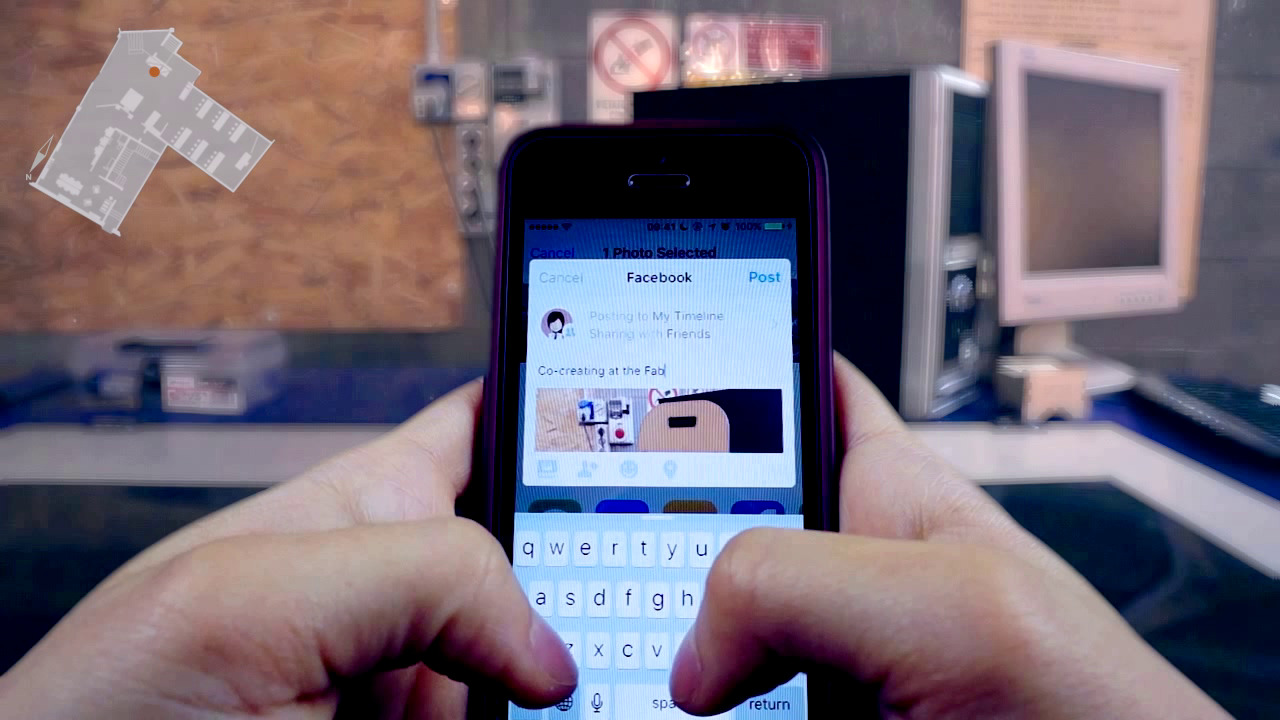 N
09:41 100%
Cancel 1 Photo Selected
Cancel Facebook Post
Posting to My Timeline
Sharing with Friends
Co-creating at the Fab
q w e r t y u
a s d f g h
z x c v
spa return